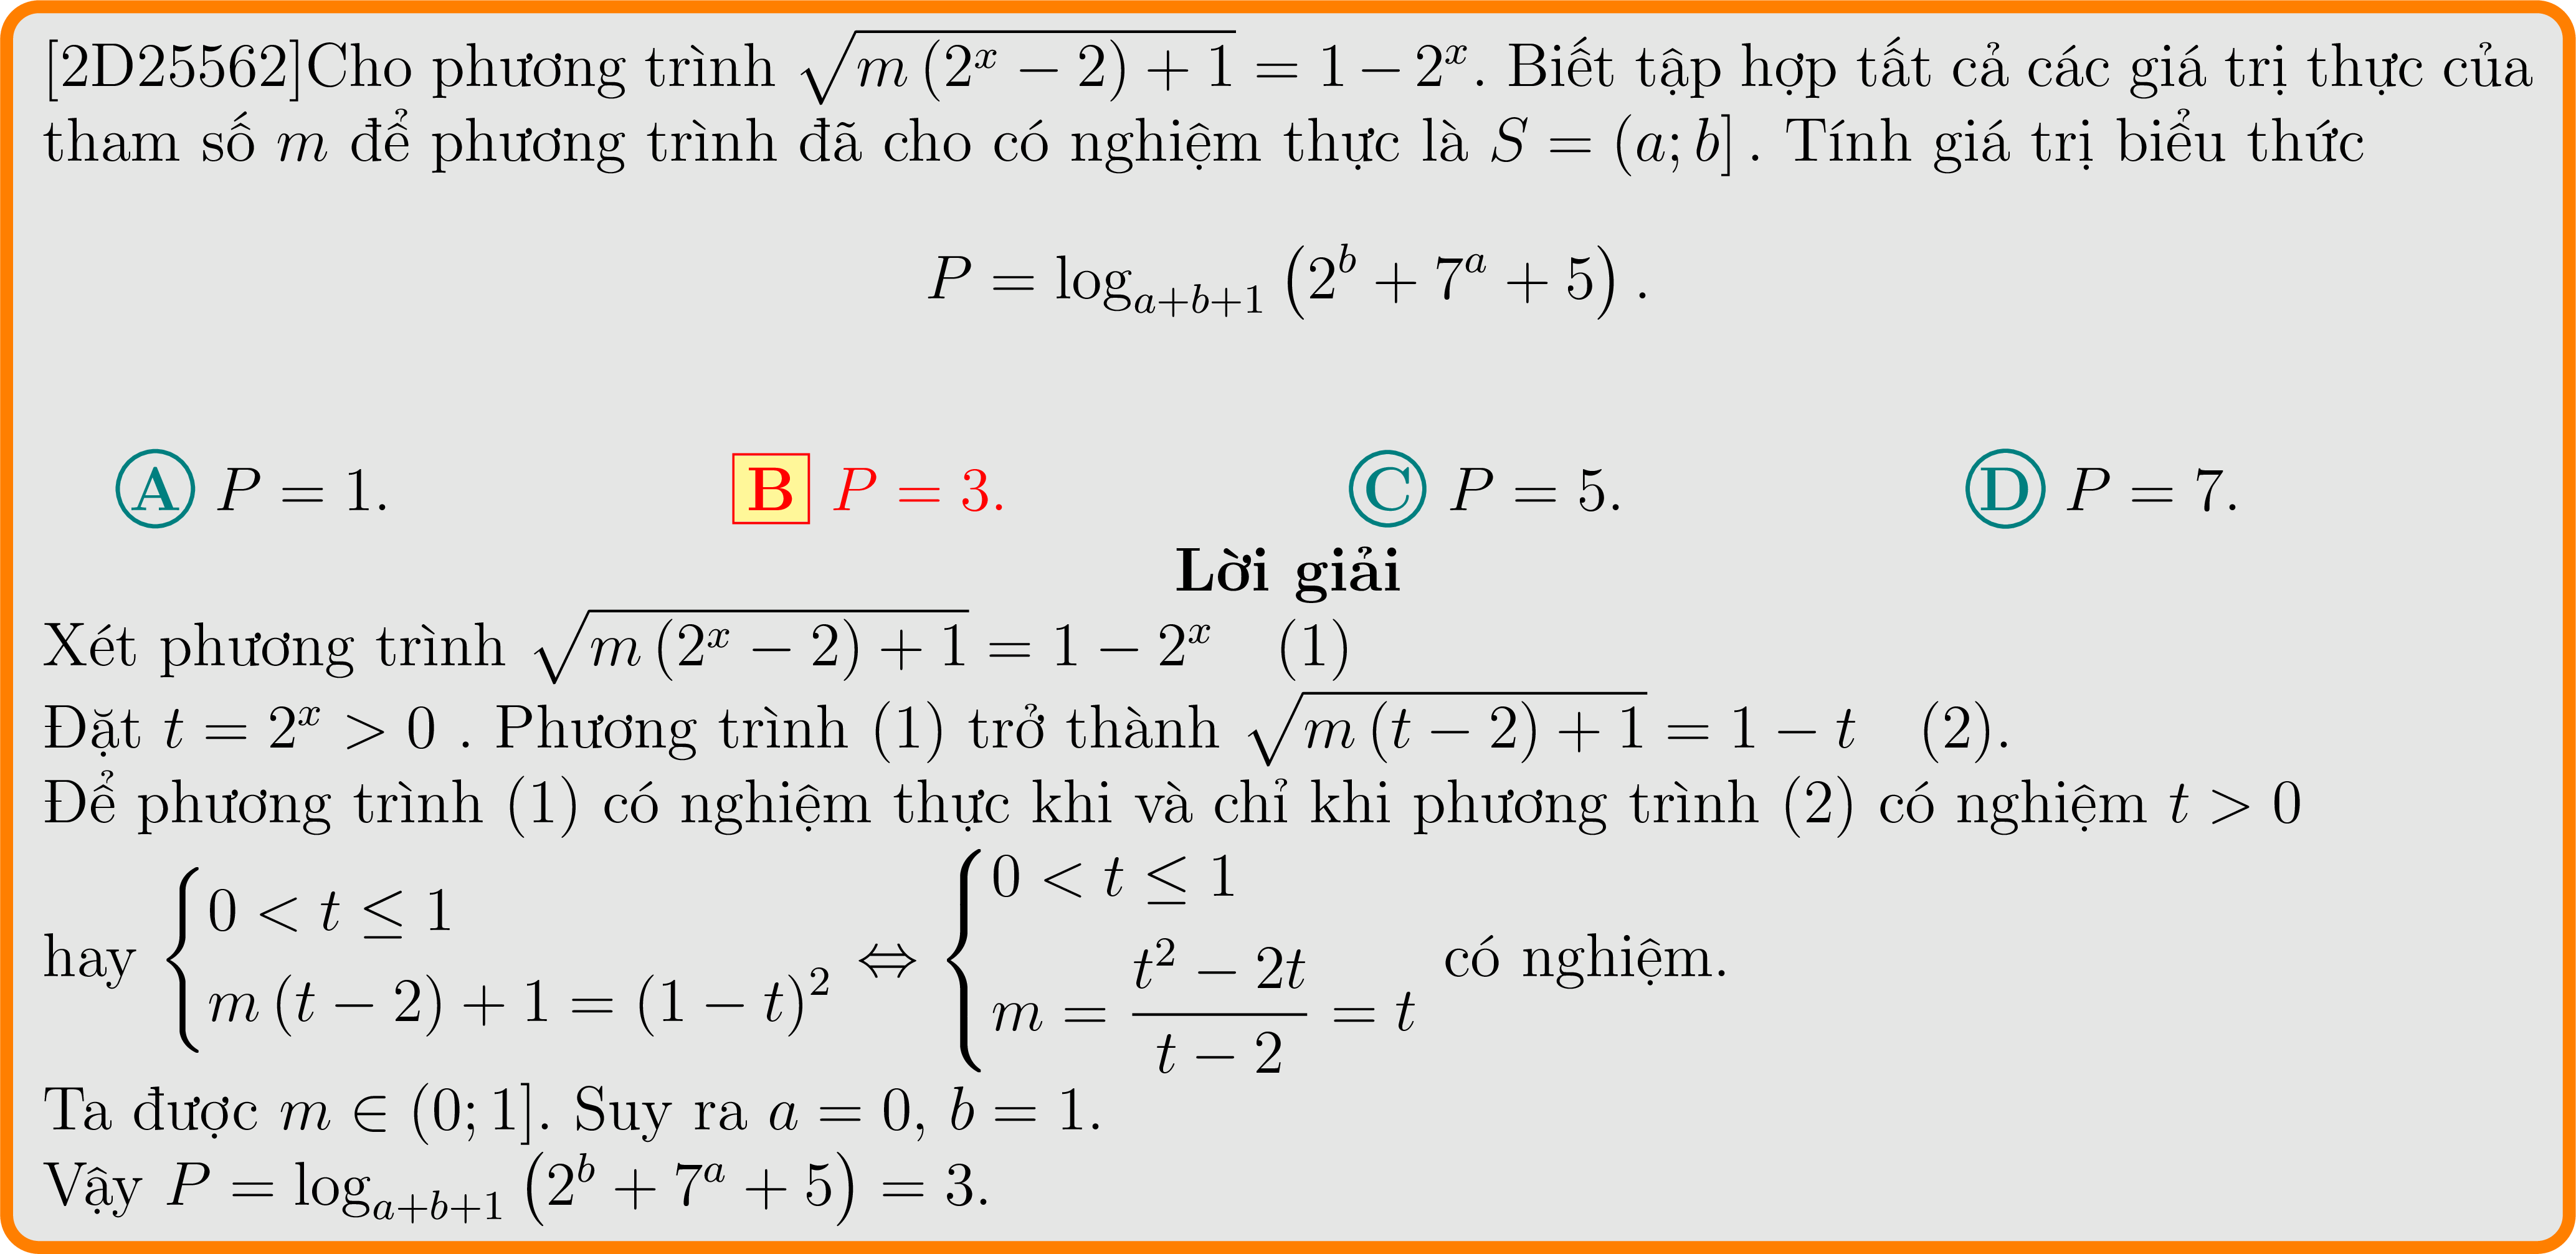 [2D25562]Cho phương trình $\sqrt{m\left(2^x-2\right)+1}=1-2^x$. Biết tập hợp tất cả các giá trị thực của
tham số $m$ để phương trình đã cho có nghiệm thực là $S=(a;b]$. Tính giá trị biểu thức
$P=\log_{a+b+1}\left(2^b+7^a+5\right).$
A $P=1.$ B $P=3.$ C $P=5.$ D $P=7.$
Lời giải
Xét phương trình $\sqrt{m\left(2^x-2\right)+1}=1-2^x$ (1)
Đặt $t=2^x>0$ . Phương trình (1) trở thành $\sqrt{m\left(t-2\right)+1}=1-t$ (2).
Để phương trình (1) có nghiệm thực khi và chỉ khi phương trình (2) có nghiệm $t>0$
hay $\begin{cases}0<t\leq 1\\ m\left(t-2\right)+1=\left(1-t\right)^2\end{cases}\Leftrightarrow\begin{cases}0<t\leq 1\\ m=\dfrac{t^2-2t}{t-2}=t\end{cases}$ có nghiệm.
Ta được $m\in(0;1]$. Suy ra $a=0$, $b=1$.
Vậy $P=\log_{a+b+1}\left(2^b+7^a+5\right)=3.$